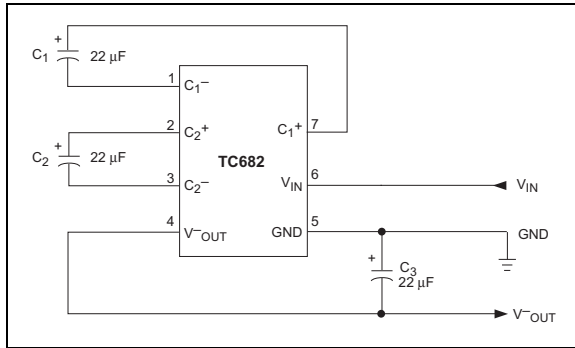 +
C1 22 µF
1 C1–
2 C2+
+
C2 22 µF
3 C2–
4 V–OUT
TC682
C1+ 7
VIN 6
GND 5
VIN
GND
+
C3
22 µF
V–OUT